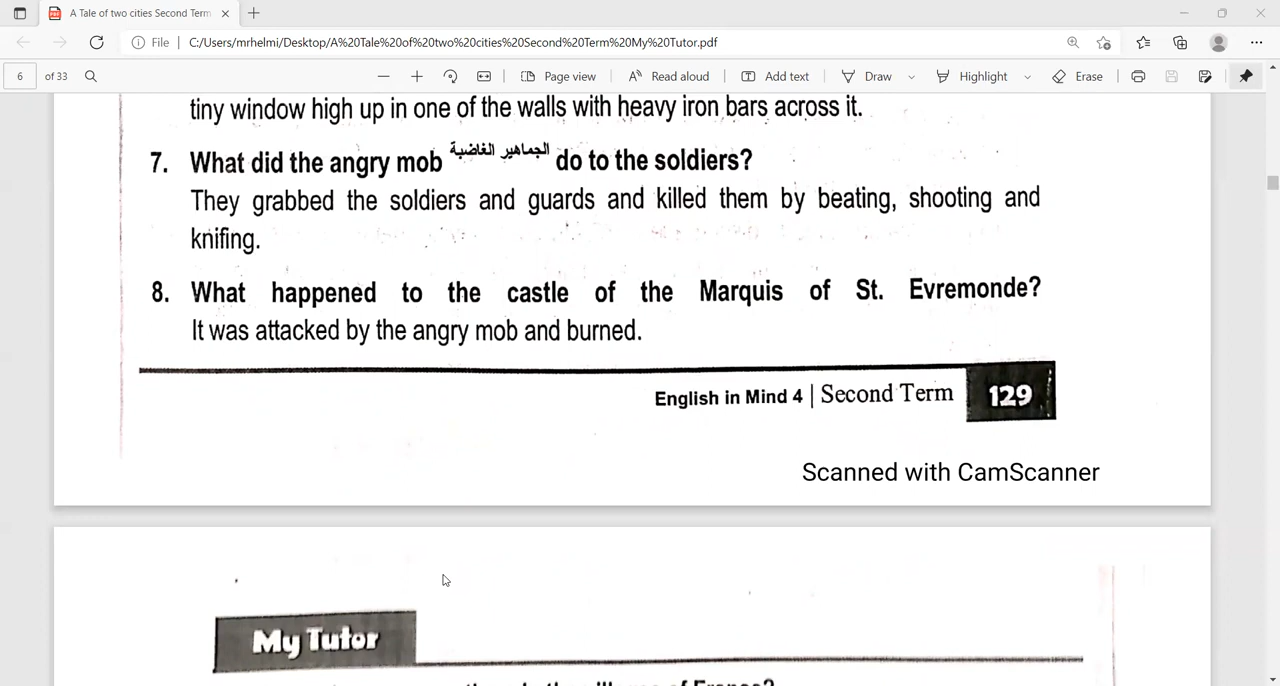 A Tale of two cities Second Term
File
C:/Users/mrhelmi/Desktop/A%20Tale%20of%20two%20cities%20Second%20Term%20My%20Tutor.pdf
6 of 33
Page view
Read aloud
Add text
Draw
Highlight
Erase
tiny window high up in one of the walls with heavy iron bars across it.
7. What did the angry mob الجماهير الغاضبة do to the soldiers?
They grabbed the soldiers and guards and killed them by beating, shooting and
knifing.
8. What happened to the castle of the Marquis of St. Evremonde?
It was attacked by the angry mob and burned.
English in Mind 4 | Second Term 129
Scanned with CamScanner
My Tutor